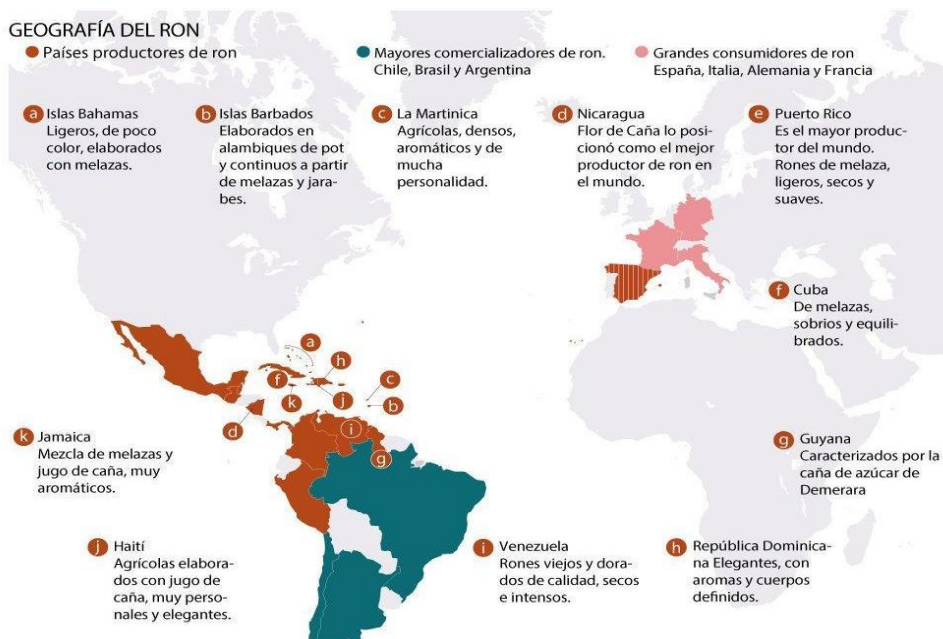 GEOGRAFÍA DEL RON
Países productores de ron
Mayores comercializadores de ron.
Chile, Brasil y Argentina
Grandes consumidores de ron
España, Italia, Alemania y Francia
a Islas Bahamas
Ligeros, de poco
color, elaborados
con melazas.
b Islas Barbados
Elaborados en
alambiques de pot
y continuos a partir
de melazas y jara-
bes.
c La Martinica
Agrícolas, densos,
aromáticos y de
mucha
personalidad.
d Nicaragua
Flor de Caña lo posi-
cionó como el mejor
productor de ron en
el mundo.
e Puerto Rico
Es el mayor produc-
tor del mundo.
Rones de melaza,
ligeros, secos y
suaves.
f Cuba
De melazas,
sobrios y equili-
brados.
a
h
f
c
k
j
b
d
i
g
k Jamaica
Mezcla de melazas y
jugo de caña, muy
aromáticos.
g Guyana
Caracterizados por la
caña de azúcar de
Demerara
j Haití
Agrícolas elabora-
dos con jugo de
caña, muy perso-
nales y elegantes.
i Venezuela
Rones viejos y dora-
dos de calidad, secos
e intensos.
h República Dominica-
na Elegantes, con
aromas y cuerpos
definidos.